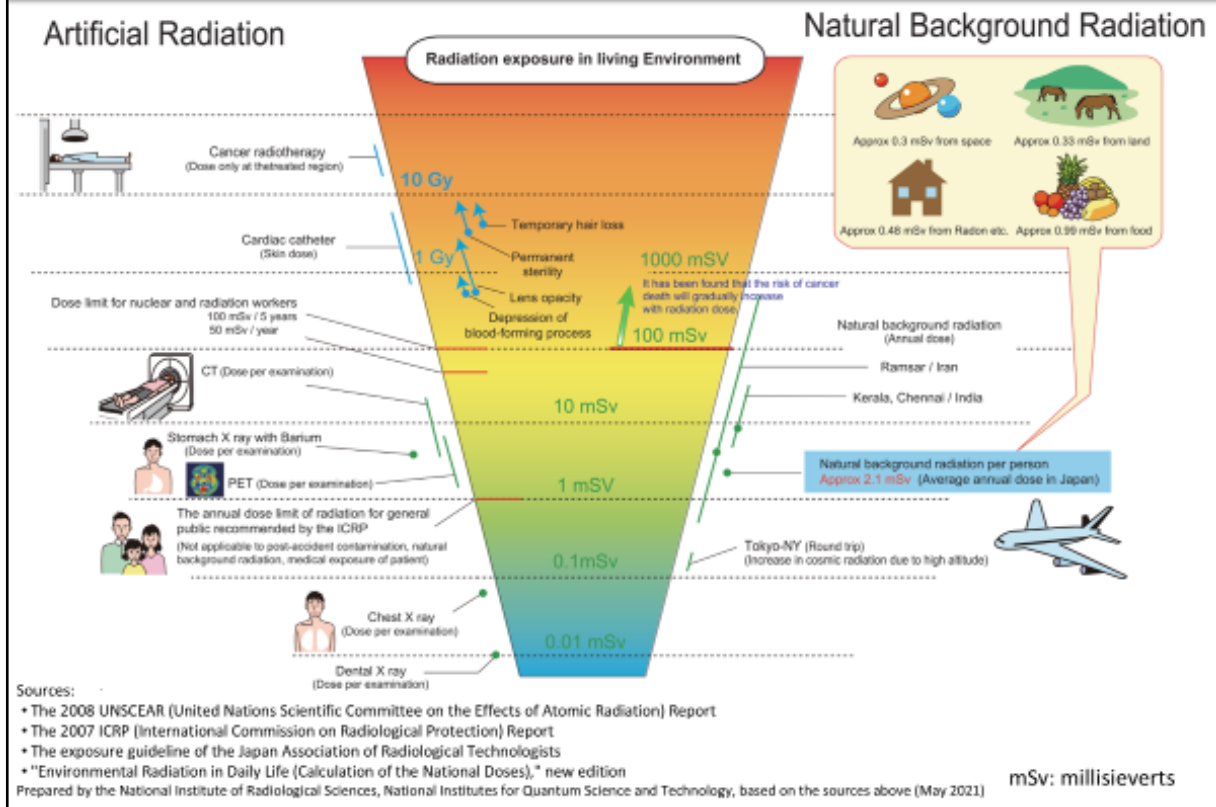 Artificial Radiation
Natural Background Radiation
Radiation exposure in living Environment
Approx 0.3 mSv from space
Approx 0.33 mSv from land
Approx 0.48 mSv from Radon etc.
Approx 0.99 mSv from food
Cancer radiotherapy
(Dose only at thetreated region)
10 Gy
Cardiac catheter
(Skin dose)
1 Gy
Temporary hair loss
Permanent
sterility
Lens opacity
Depression of
blood-forming process
1000 mSV
It has been found that the risk of cancer
death will gradually increase
with radiation dose
100 mSv
Dose limit for nuclear and radiation workers
100 mSv / 5 years
50 mSv / year
Natural background radiation
(Annual dose)
Ramsar / Iran
Kerala, Chennai / India
CT (Dose per examination)
10 mSv
Stomach X ray with Barium
(Dose per examination)
PET (Dose per examination)
1 mSV
Natural background radiation per person
Approx 2.1 mSv (Average annual dose in Japan)
The annual dose limit of radiation for general
public recommended by the ICRP
(Not applicable to post-accident contamination, natural
background radiation, medical exposure of patient)
0.1mSv
Tokyo-NY (Round trip)
(Increase in cosmic radiation due to high altitude)
Chest X ray
(Dose per examination)
0.01 mSv
Dental X ray
(Dose per examination)
Sources:
• The 2008 UNSCEAR (United Nations Scientific Committee on the Effects of Atomic Radiation) Report
• The 2007 ICRP (International Commission on Radiological Protection) Report
• The exposure guideline of the Japan Association of Radiological Technologists
• "Environmental Radiation in Daily Life (Calculation of the National Doses)," new edition
Prepared by the National Institute of Radiological Sciences, National Institutes for Quantum Science and Technology, based on the sources above (May 2021)
mSv: millisieverts